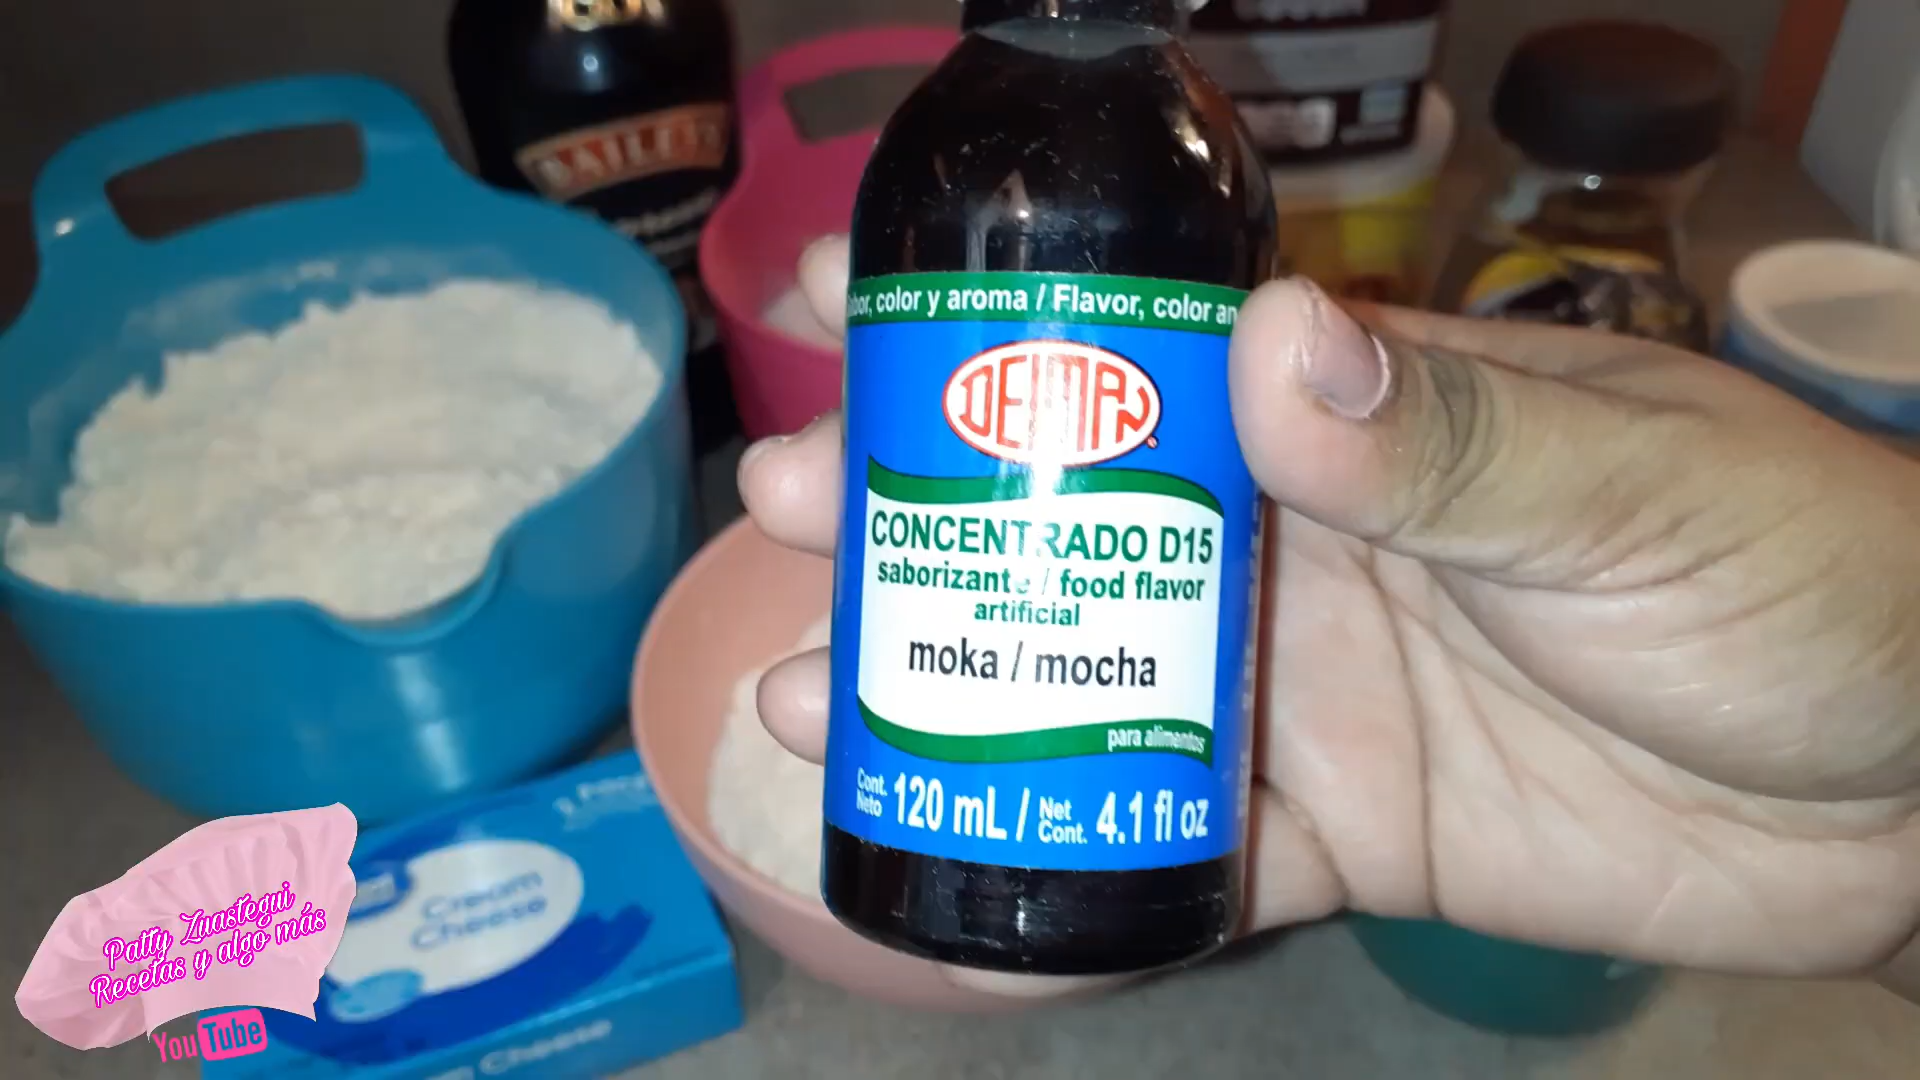 BAILEYS
color y aroma / Flavor, color an
DEIMAN
CONCENTRADO D15
saborizante / food flavor
artificial
moka / mocha
para alimentos
Cont. Neto 120 mL / Net Cont. 4.1 fl oz
Cream
Cheese
Cheese
Patty Zuastegui
Recetas y algo más
YouTube